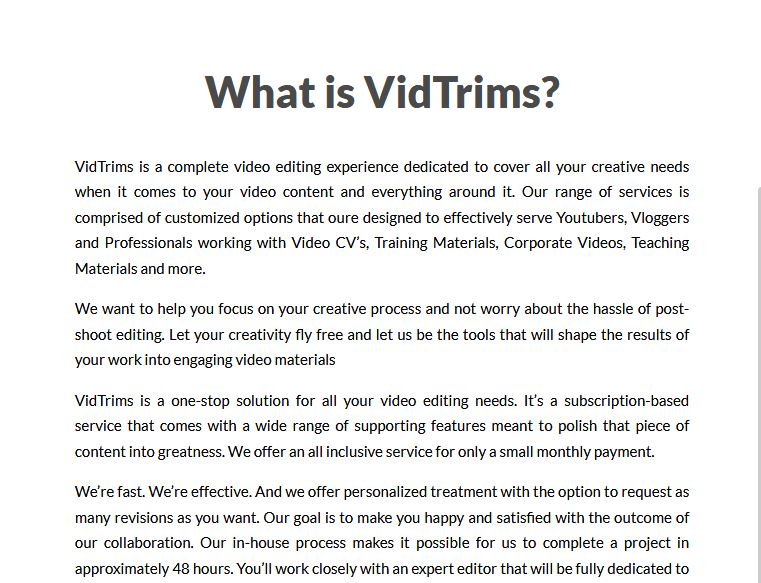 What is VidTrims?
VidTrims is a complete video editing experience dedicated to cover all your creative needs
when it comes to your video content and everything around it. Our range of services is
comprised of customized options that oure designed to effectively serve Youtubers, Vloggers
and Professionals working with Video CV's, Training Materials, Corporate Videos, Teaching
Materials and more.
We want to help you focus on your creative process and not worry about the hassle of post-
shoot editing. Let your creativity fly free and let us be the tools that will shape the results of
your work into engaging video materials
VidTrims is a one-stop solution for all your video editing needs. It's a subscription-based
service that comes with a wide range of supporting features meant to polish that piece of
content into greatness. We offer an all inclusive service for only a small monthly payment.
We're fast. We're effective. And we offer personalized treatment with the option to request as
many revisions as you want. Our goal is to make you happy and satisfied with the outcome of
our collaboration. Our in-house process makes it possible for us to complete a project in
approximately 48 hours. You'll work closely with an expert editor that will be fully dedicated to